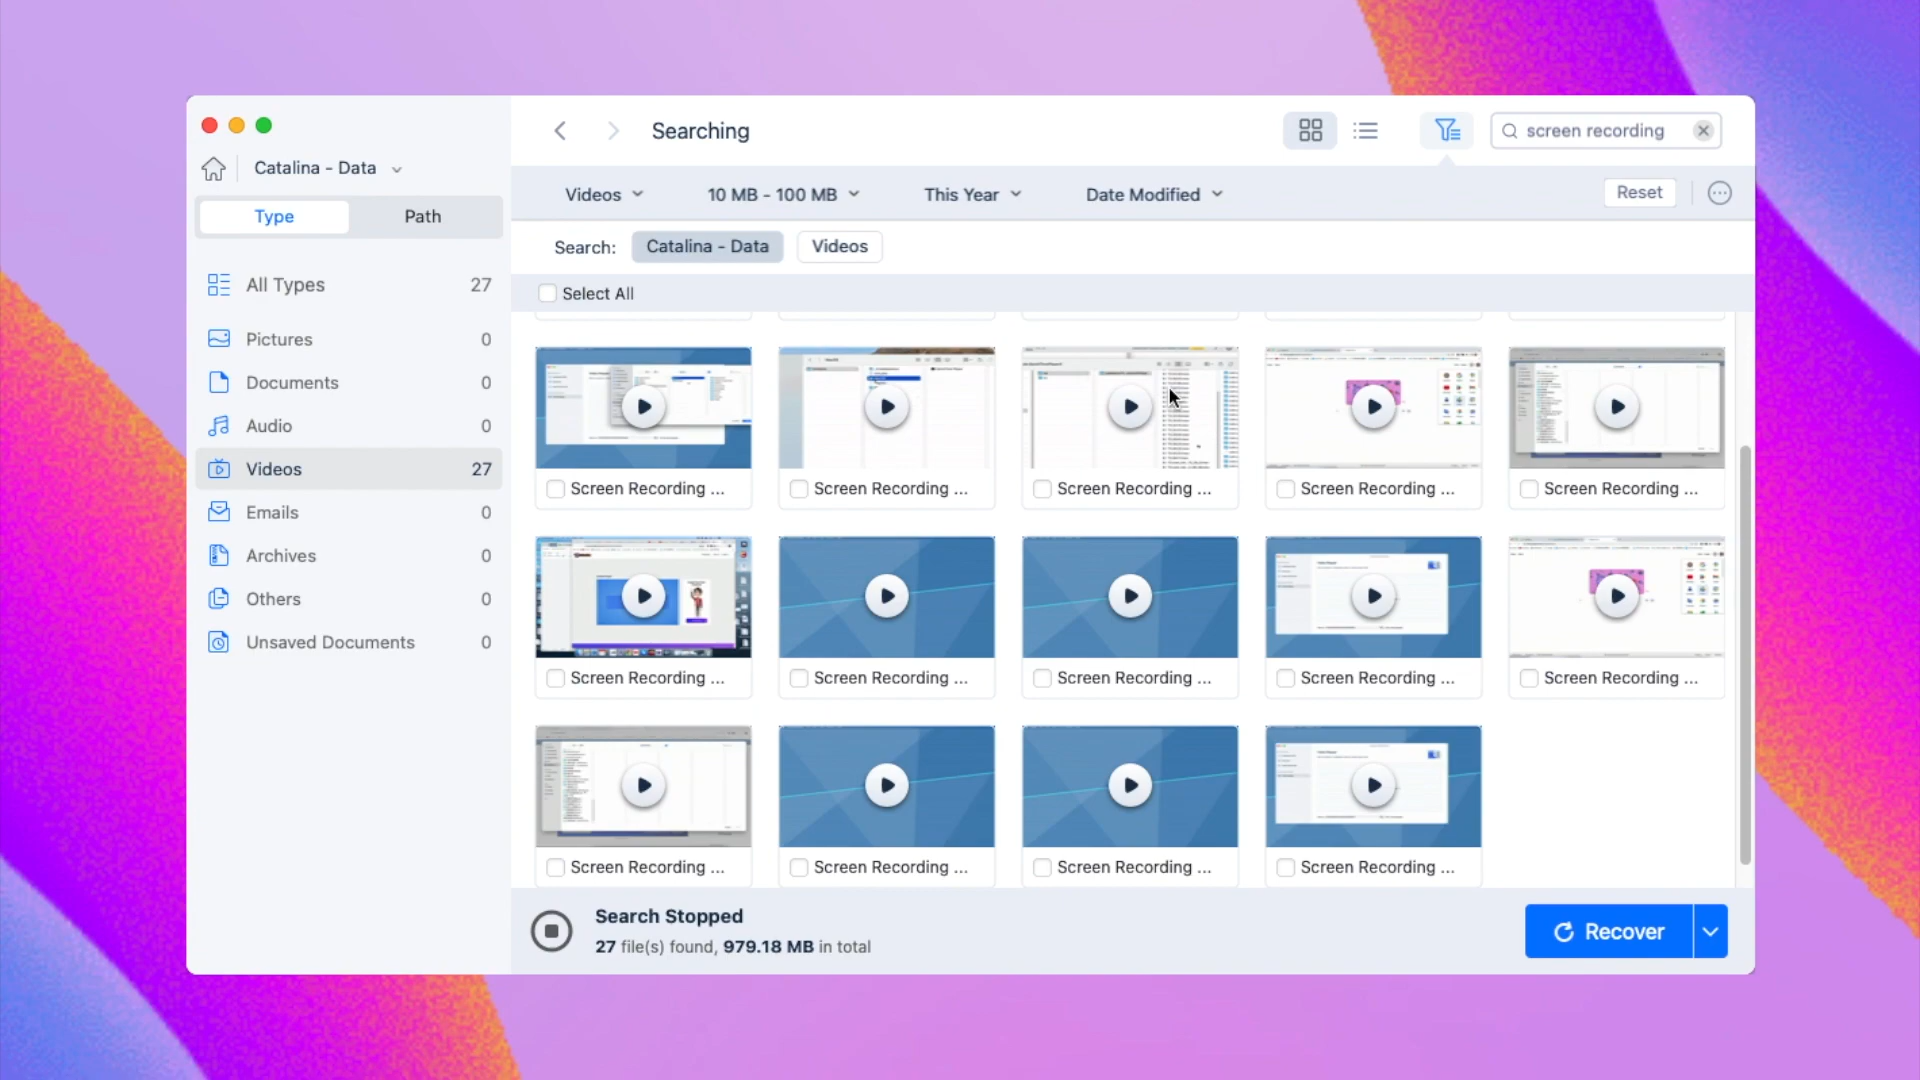 Searching
screen recording
Catalina - Data
Type
Path
Videos
10 MB - 100 MB
This Year
Date Modified
Reset
Search:
Catalina - Data
Videos
Select All
All Types 27
Pictures 0
Documents 0
Audio 0
Videos 27
Emails 0
Archives 0
Others 0
Unsaved Documents 0
Screen Recording ...
Screen Recording ...
Screen Recording ...
Screen Recording ...
Screen Recording ...
Screen Recording ...
Screen Recording ...
Screen Recording ...
Screen Recording ...
Screen Recording ...
Screen Recording ...
Screen Recording ...
Screen Recording ...
Screen Recording ...
Search Stopped
27 file(s) found, 979.18 MB in total
Recover